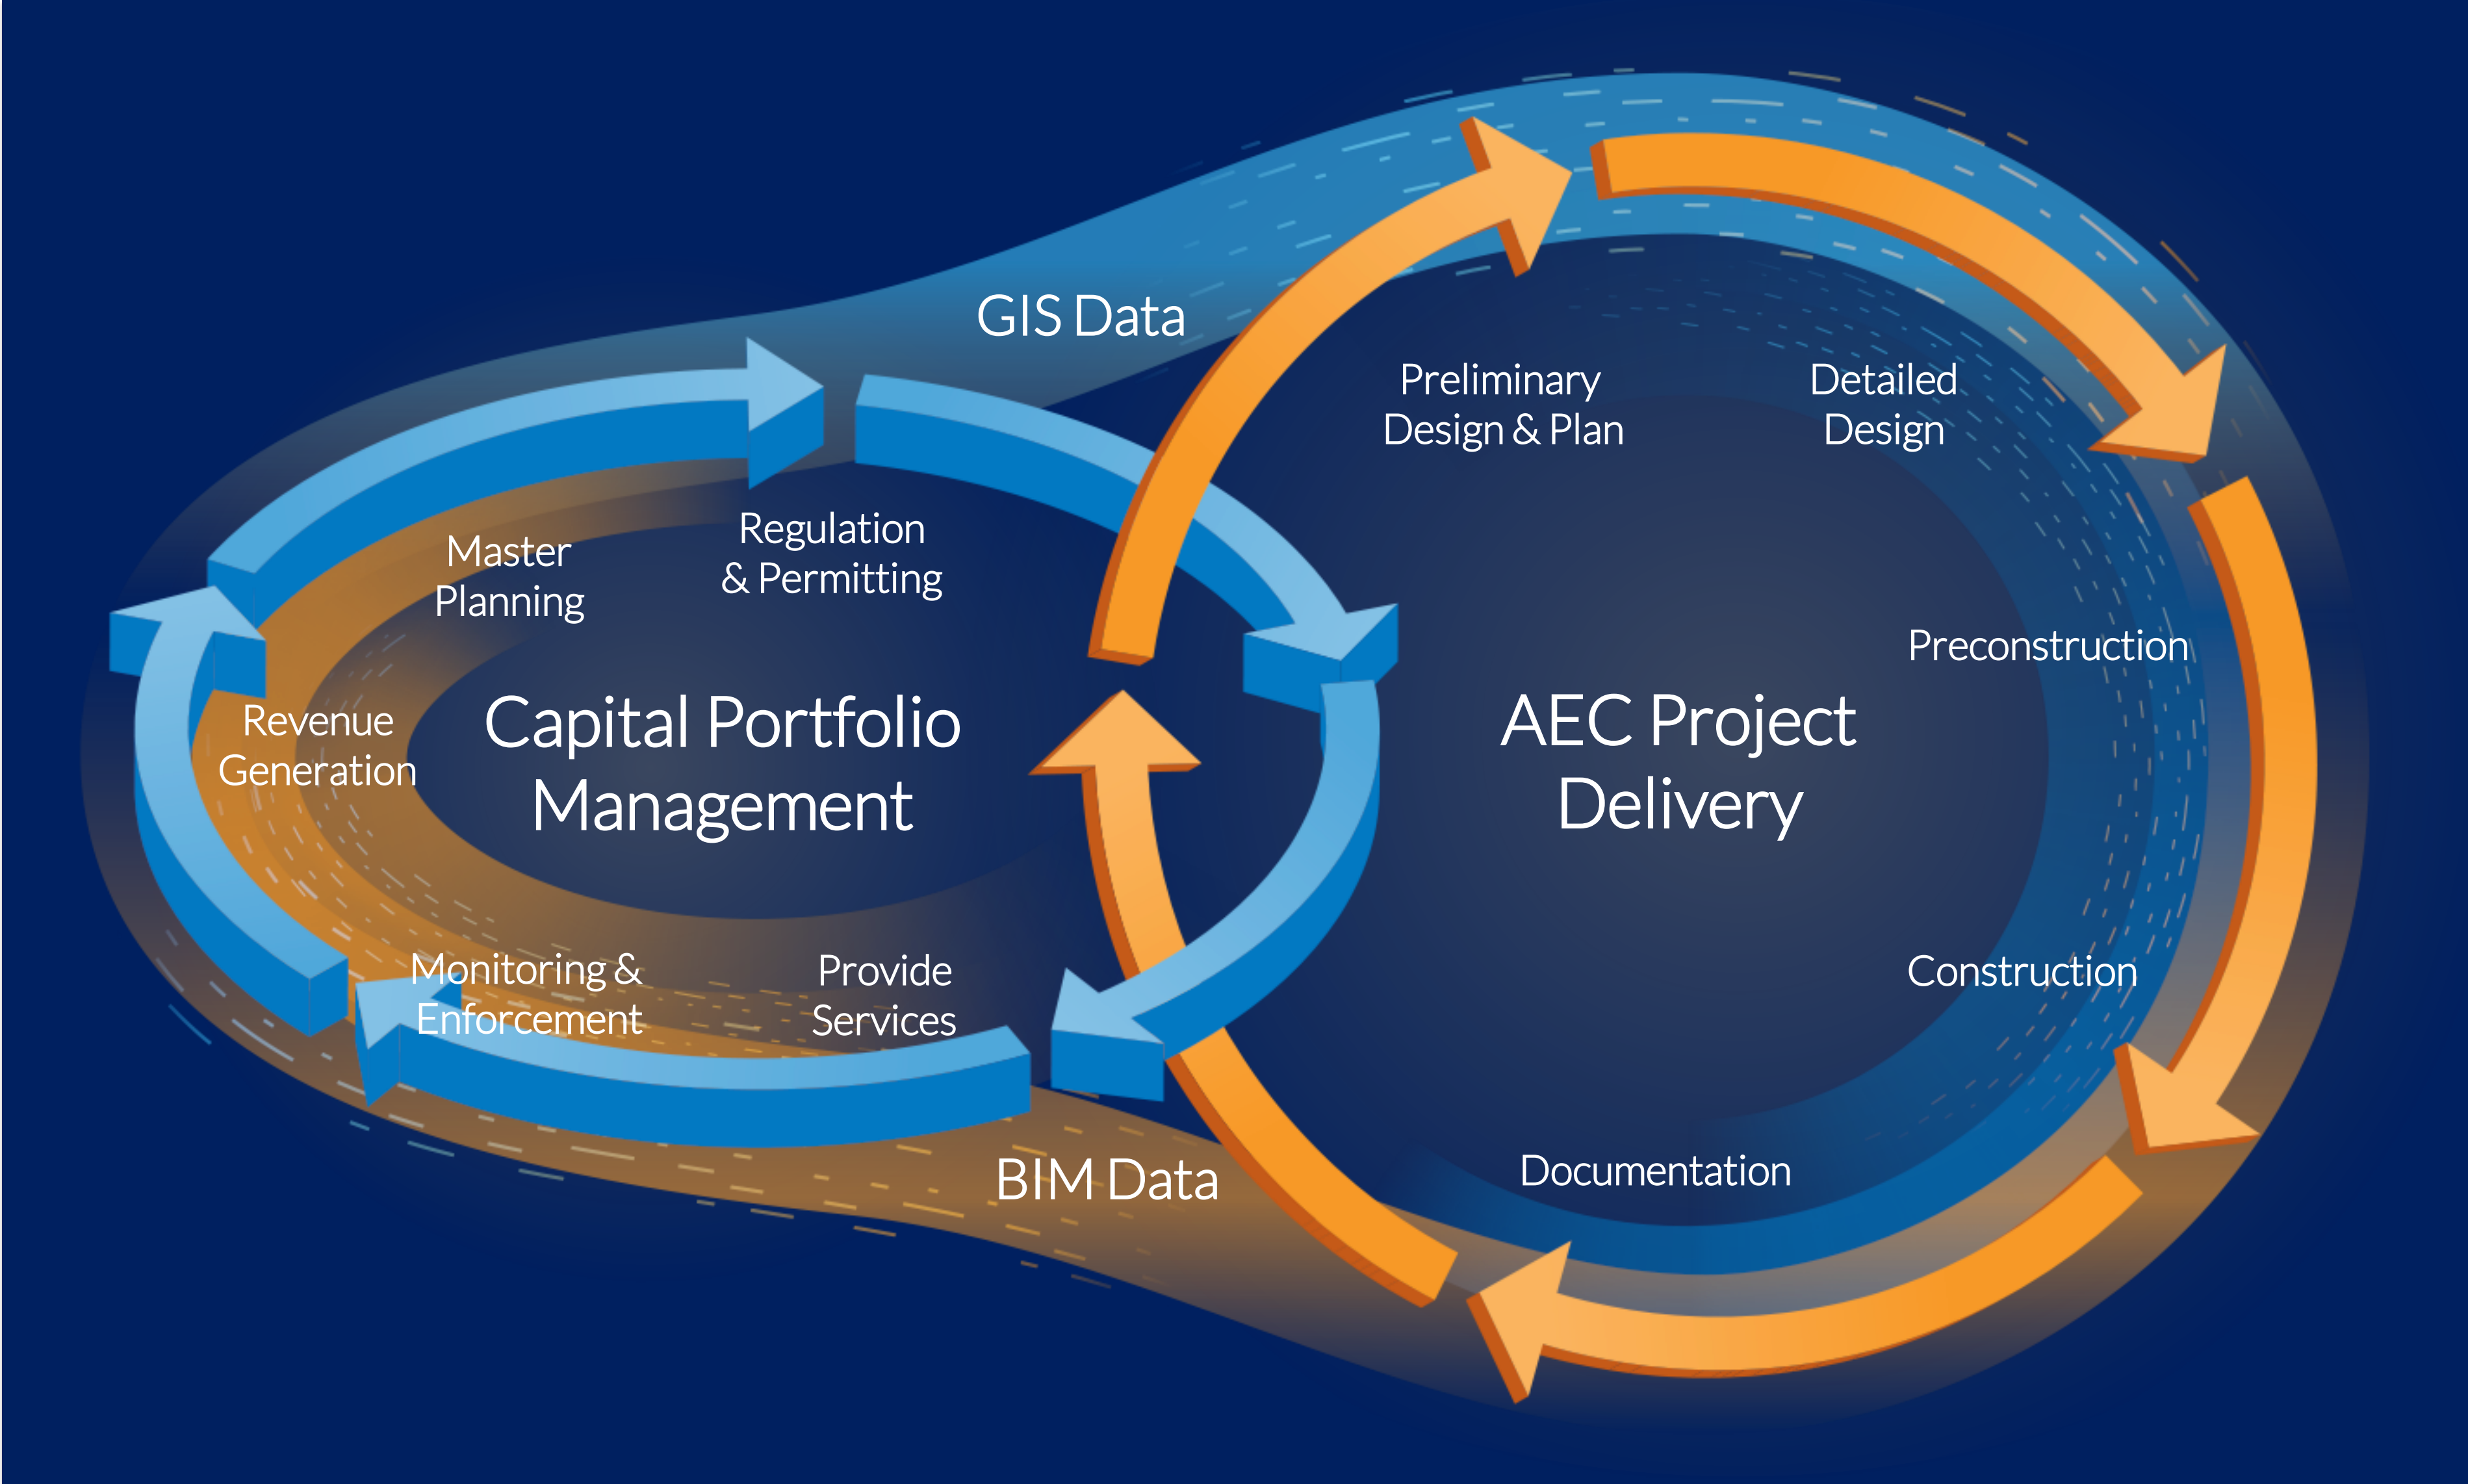 GIS Data
Preliminary
Design & Plan
Detailed
Design
Master
Planning
Regulation
& Permitting
Preconstruction
Revenue
Generation
Capital Portfolio
Management
AEC Project
Delivery
Monitoring &
Enforcement
Provide
Services
Construction
BIM Data
Documentation